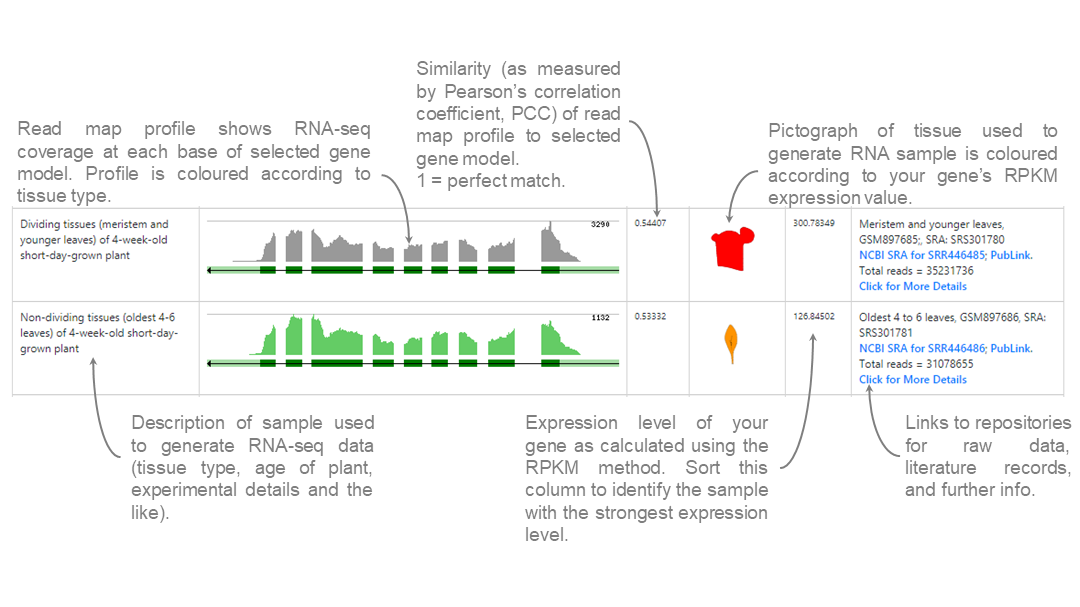 Similarity (as measured
by Pearson’s correlation
coefficient, PCC) of read
map profile to selected
gene model.
1 = perfect match.
Read map profile shows RNA-seq
coverage at each base of selected gene
model. Profile is coloured according to
tissue type.
Pictograph of tissue used to
generate RNA sample is coloured
according to your gene’s RPKM
expression value.
Dividing tissues (meristem and
younger leaves) of 4-week-old
short-day-grown plant
3290
0.54407
300.78349
Meristem and younger leaves,
GSM897685;, SRA: SRS301780
NCBI SRA for SRR446485; PubLink.
Total reads = 35231736
Click for More Details
Non-dividing tissues (oldest 4-6
leaves) of 4-week-old short-day-
grown plant
1132
0.53332
126.84502
Oldest 4 to 6 leaves, GSM897686, SRA:
SRS301781
NCBI SRA for SRR446486; PubLink.
Total reads = 31078655
Click for More Details
Description of sample used
to generate RNA-seq data
(tissue type, age of plant,
experimental details and the
like).
Expression level of your
gene as calculated using the
RPKM method. Sort this
column to identify the sample
with the strongest expression
level.
Links to repositories
for raw data,
literature records,
and further info.